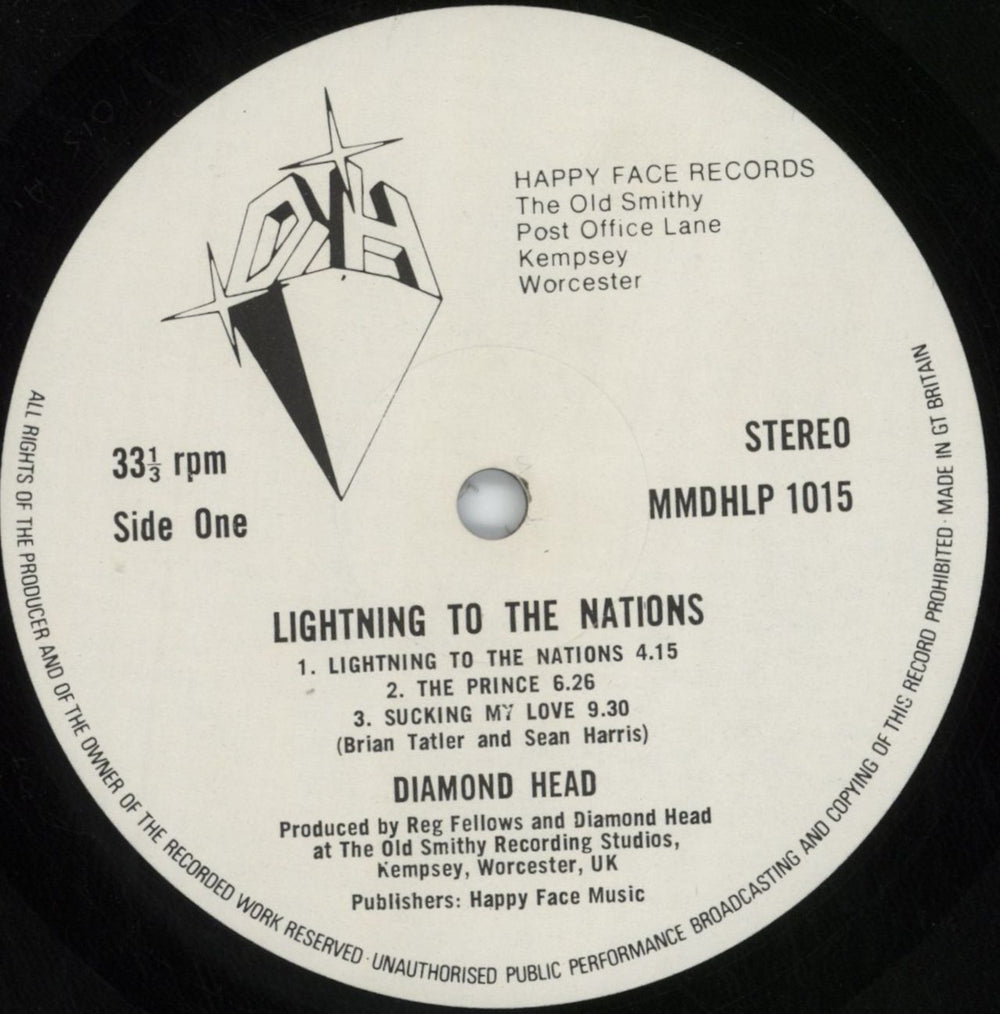 DH
HAPPY FACE RECORDS
The Old Smithy
Post Office Lane
Kempsey
Worcester
33⅓ rpm
Side One
STEREO
MMDHLP 1015
LIGHTNING TO THE NATIONS
1. LIGHTNING TO THE NATIONS 4.15
2. THE PRINCE 6.26
3. SUCKING MY LOVE 9.30
(Brian Tatler and Sean Harris)
DIAMOND HEAD
Produced by Reg Fellows and Diamond Head
at The Old Smithy Recording Studios,
Kempsey, Worcester, UK
Publishers: Happy Face Music
ALL RIGHTS OF THE PRODUCER AND OF THE OWNER OF THE RECORDED WORK RESERVED · UNAUTHORISED PUBLIC PERFORMANCE BROADCASTING AND COPYING OF THIS RECORD PROHIBITED · MADE IN GT BRITAIN